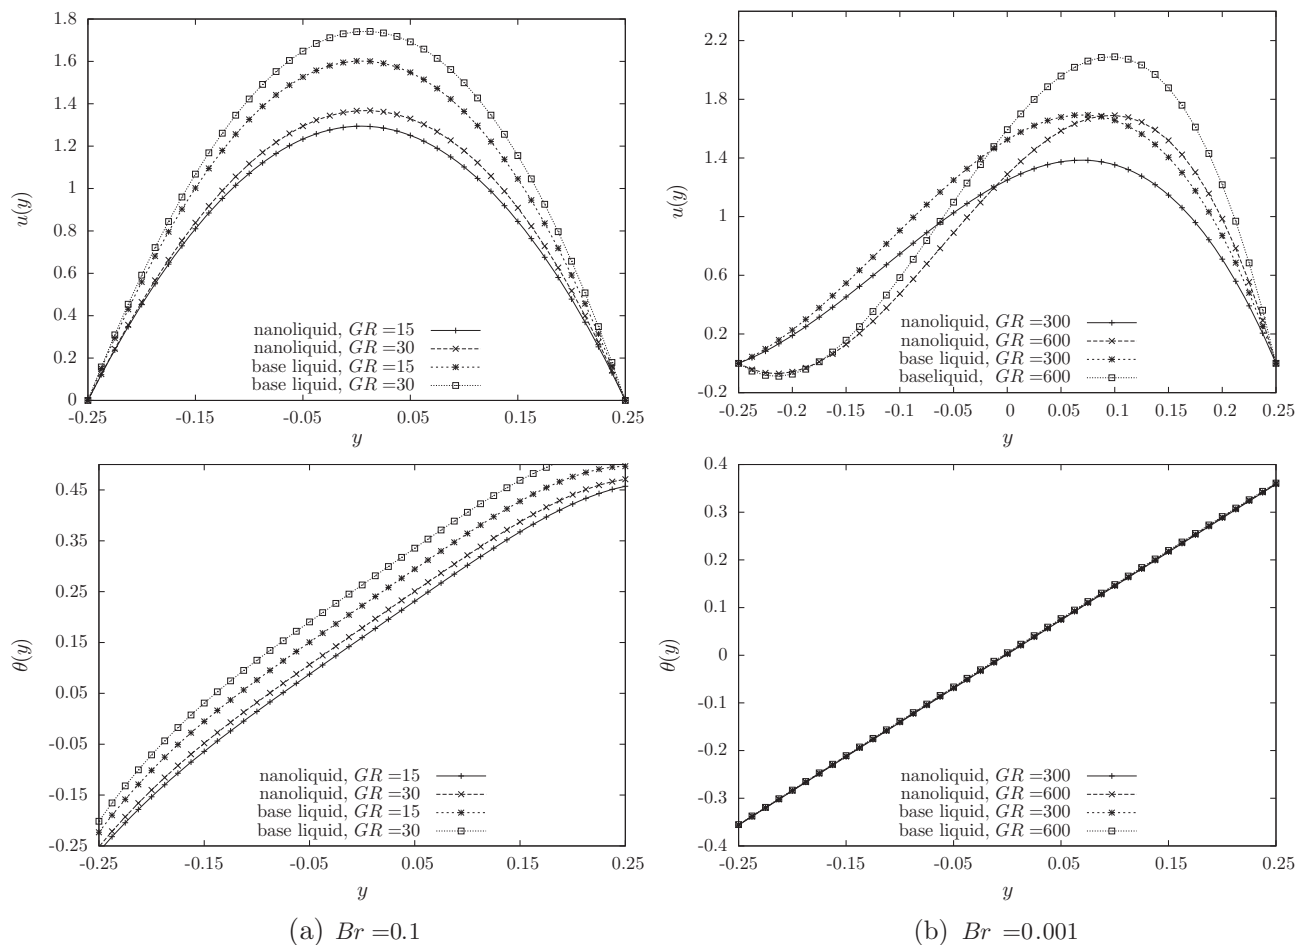 1.8
1.6
1.4
1.2
1
0.8
0.6
0.4
0.2
0
u(y)
nanoliquid, GR =15
nanoliquid, GR =30
base liquid, GR =15
base liquid, GR =30
-0.25 -0.15 -0.05 0.05 0.15 0.25
y
2.2
1.8
1.4
1
0.6
0.2
-0.2
u(y)
nanoliquid, GR =300
nanoliquid, GR =600
base liquid, GR =300
baseliquid, GR =600
-0.25 -0.2 -0.15 -0.1 -0.05 0 0.05 0.1 0.15 0.2 0.25
y
0.45
0.35
0.25
0.15
0.05
-0.05
-0.15
-0.25
θ(y)
nanoliquid, GR =15
nanoliquid, GR =30
base liquid, GR =15
base liquid, GR =30
-0.25 -0.15 -0.05 0.05 0.15 0.25
y
(a) Br =0.1
0.4
0.3
0.2
0.1
0
-0.1
-0.2
-0.3
-0.4
θ(y)
nanoliquid, GR =300
nanoliquid, GR =600
base liquid, GR =300
base liquid, GR =600
-0.25 -0.15 -0.05 0.05 0.15 0.25
y
(b) Br =0.001